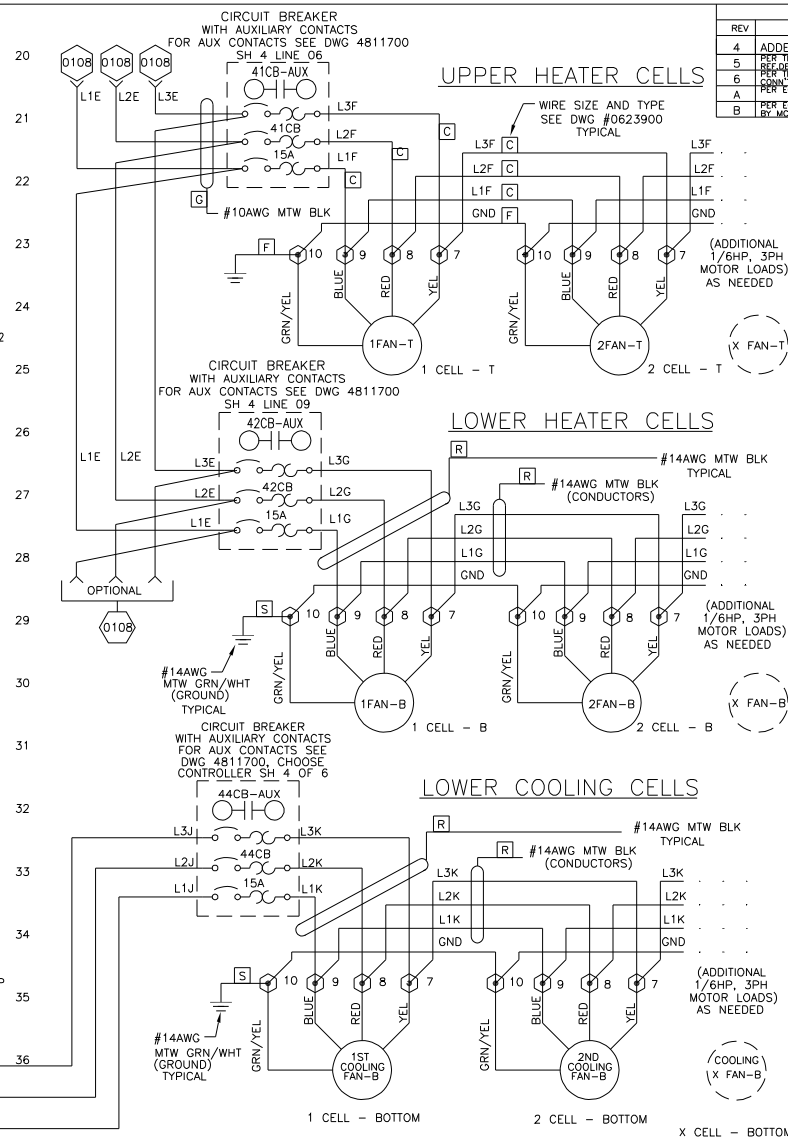 REV
4 ADDE
5 PER T
REF.DE
6 PER T
CONN
A PER E
B PER E
BY MO
CIRCUIT BREAKER
WITH AUXILIARY CONTACTS
FOR AUX CONTACTS SEE DWG 4811700
SH 4 LINE 06
41CB-AUX
20
0108 0108 0108
L1E L2E L3E
UPPER HEATER CELLS
WIRE SIZE AND TYPE
SEE DWG #0623900
TYPICAL
21
L3F
41CB
L2F
15A
L1F
C
C
C
L3F C L3F
L2F C L2F
L1F C L1F
GND F GND
22
G
#10AWG MTW BLK
23
F
10 9 8 7 10 9 8 7
(ADDITIONAL
1/6HP, 3PH
MOTOR LOADS)
AS NEEDED
24
GRN/YEL BLUE RED YEL GRN/YEL BLUE RED YEL
1FAN-T 2FAN-T X FAN-T
2
25
1 CELL – T 2 CELL – T
CIRCUIT BREAKER
WITH AUXILIARY CONTACTS
FOR AUX CONTACTS SEE DWG 4811700
SH 4 LINE 09
42CB-AUX
26
LOWER HEATER CELLS
L1E L2E
R
#14AWG MTW BLK
TYPICAL
R
#14AWG MTW BLK
(CONDUCTORS)
27
L3E L3G
42CB
L2E L2G
15A
L1E L1G
L3G L3G
L2G L2G
L1G L1G
GND GND
28
OPTIONAL
0108
29
S
10 9 8 7 10 9 8 7
(ADDITIONAL
1/6HP, 3PH
MOTOR LOADS)
AS NEEDED
#14AWG
MTW GRN/WHT
(GROUND)
TYPICAL
30
GRN/YEL BLUE RED YEL GRN/YEL BLUE RED YEL
1FAN-B 2FAN-B X FAN-B
1 CELL – B 2 CELL – B
31
CIRCUIT BREAKER
WITH AUXILIARY CONTACTS
FOR AUX CONTACTS SEE
DWG 4811700, CHOOSE
CONTROLLER SH 4 OF 6
44CB-AUX
32
LOWER COOLING CELLS
R
#14AWG MTW BLK
TYPICAL
R
#14AWG MTW BLK
(CONDUCTORS)
33
L3J L3K
44CB
L2J L2K
15A
L1J L1K
L3K L3K
L2K L2K
L1K L1K
GND GND
34
35
S
10 9 8 7 10 9 8 7
(ADDITIONAL
1/6HP, 3PH
MOTOR LOADS)
AS NEEDED
#14AWG
MTW GRN/WHT
(GROUND)
TYPICAL
36
GRN/YEL BLUE RED YEL GRN/YEL BLUE RED YEL
1ST
COOLING
FAN-B
2ND
COOLING
FAN-B
COOLING
X FAN-B
1 CELL – BOTTOM 2 CELL – BOTTOM X CELL – BOTTOM